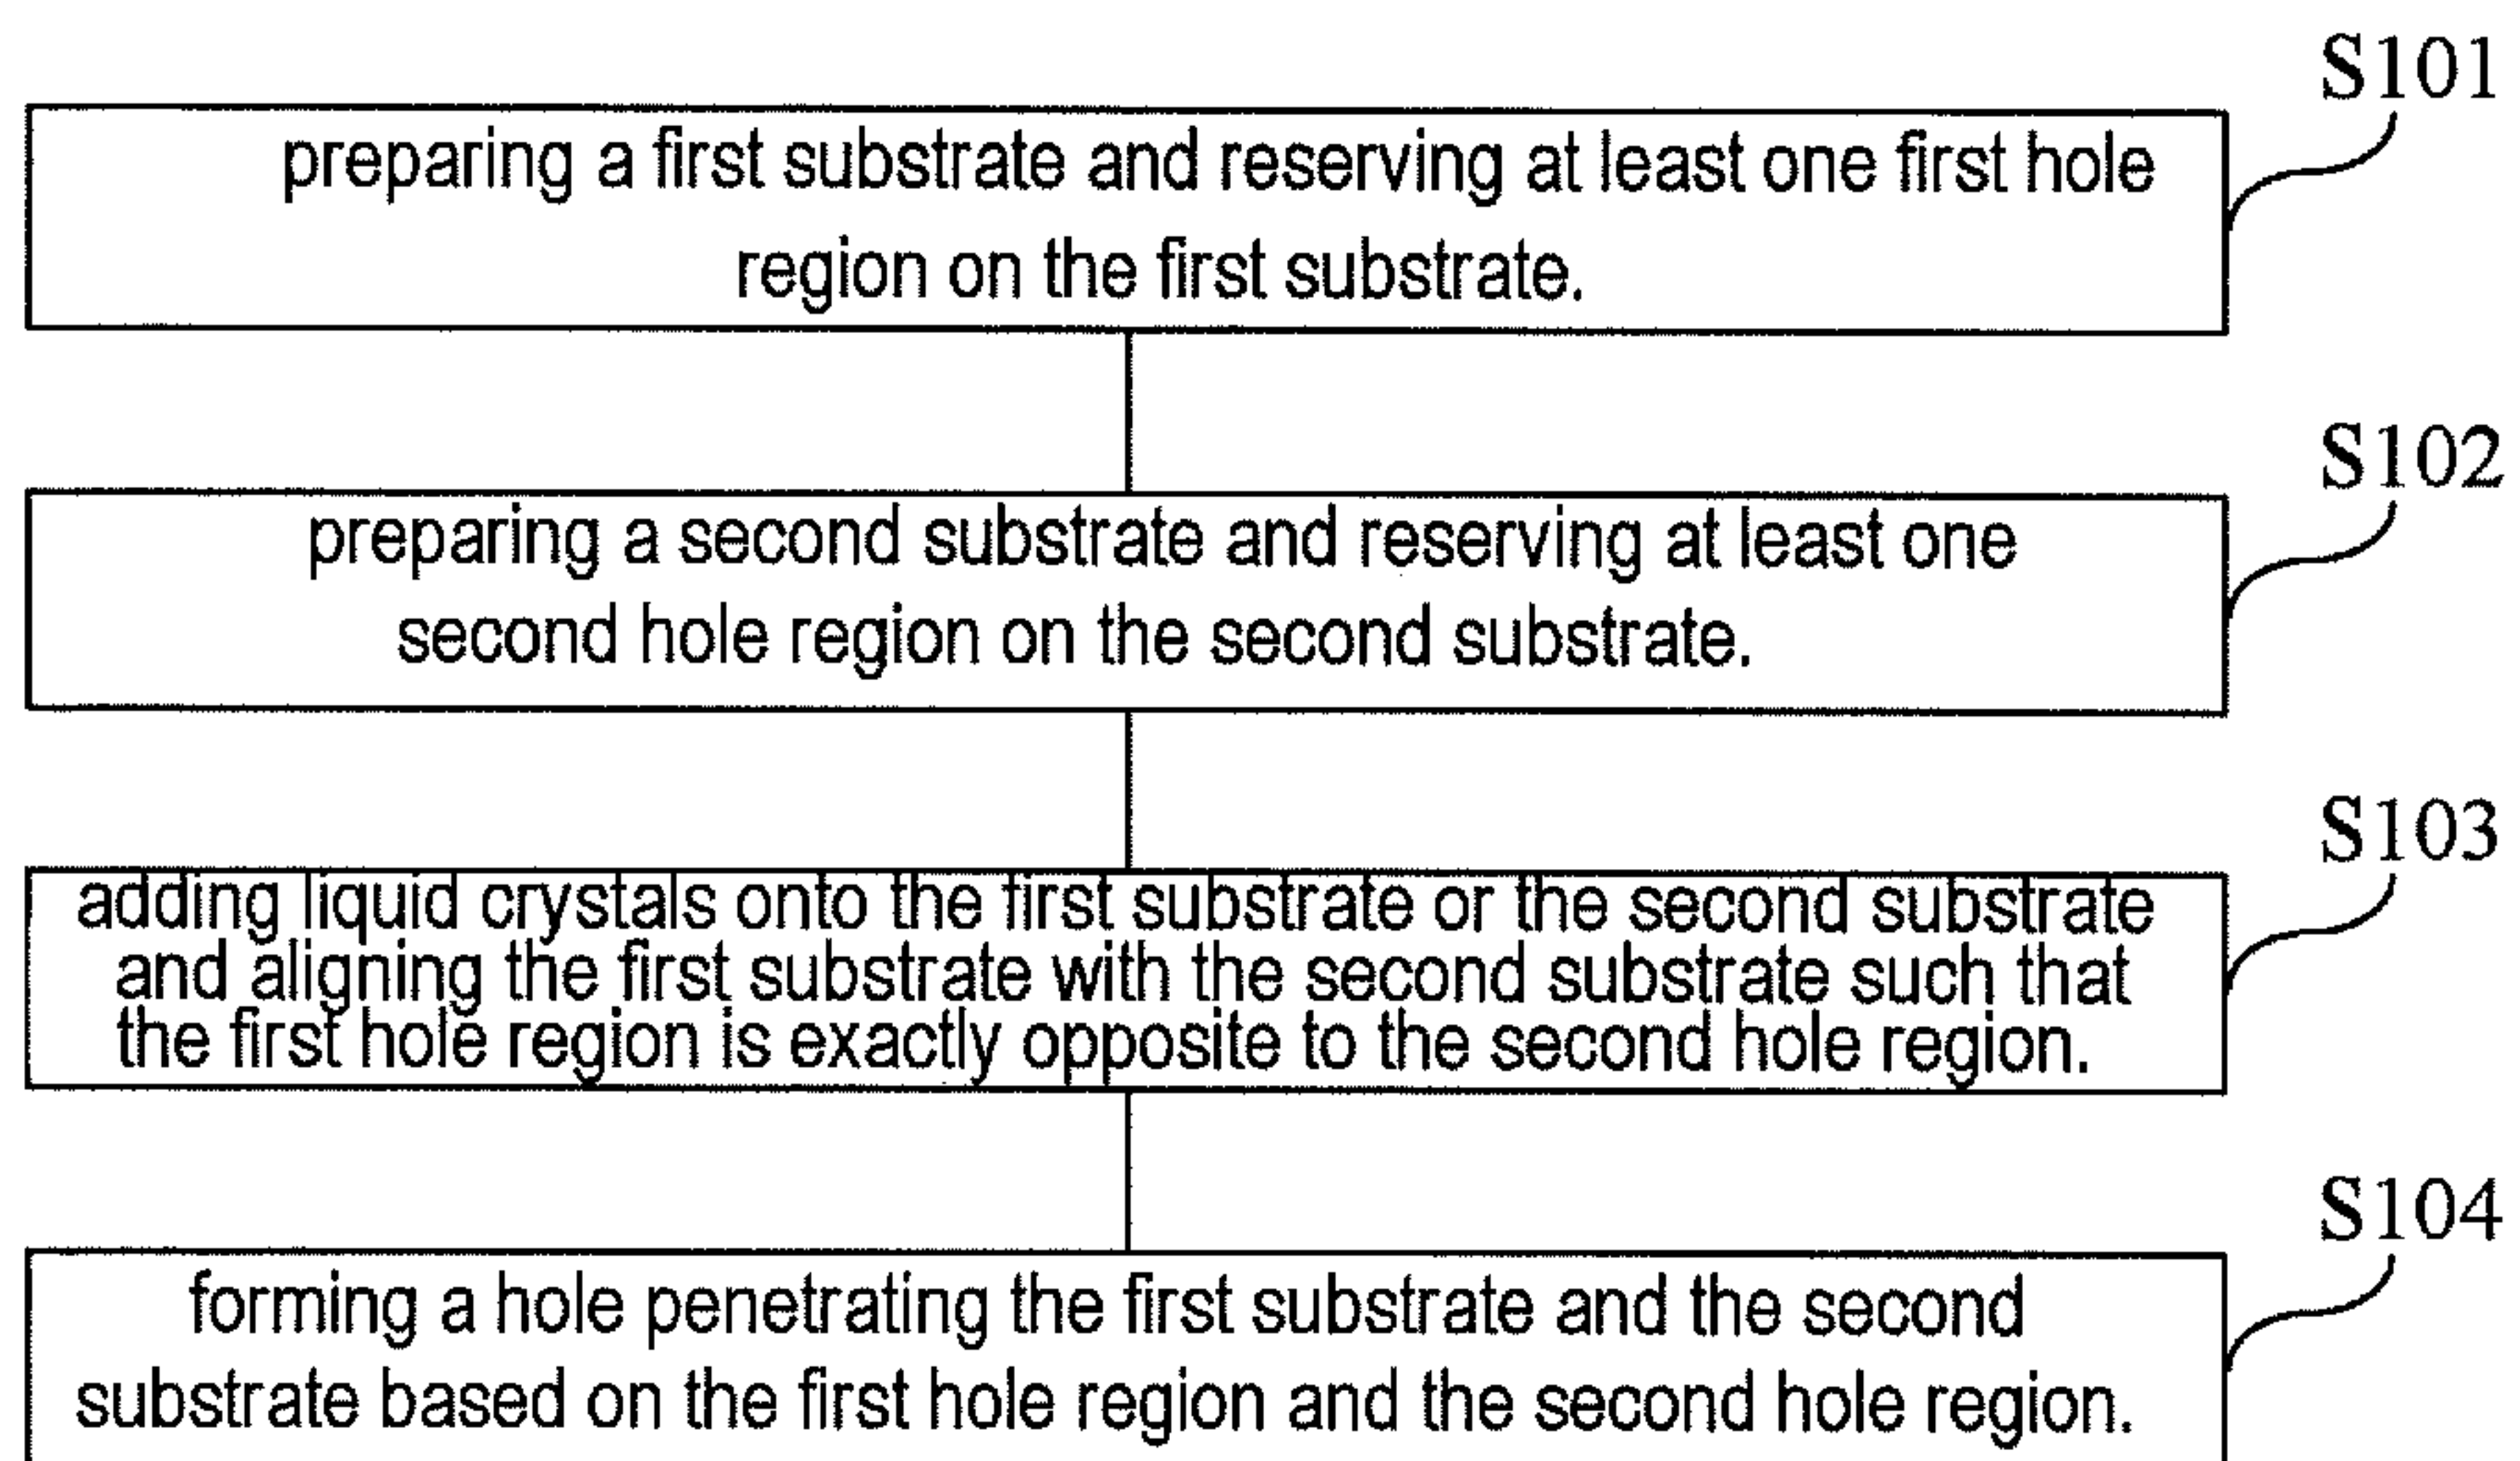 S101
preparing a first substrate and reserving at least one first hole
region on the first substrate.
S102
preparing a second substrate and reserving at least one
second hole region on the second substrate.
S103
adding liquid crystals onto the first substrate or the second substrate
and aligning the first substrate with the second substrate such that
the first hole region is exactly opposite to the second hole region.
S104
forming a hole penetrating the first substrate and the second
substrate based on the first hole region and the second hole region.